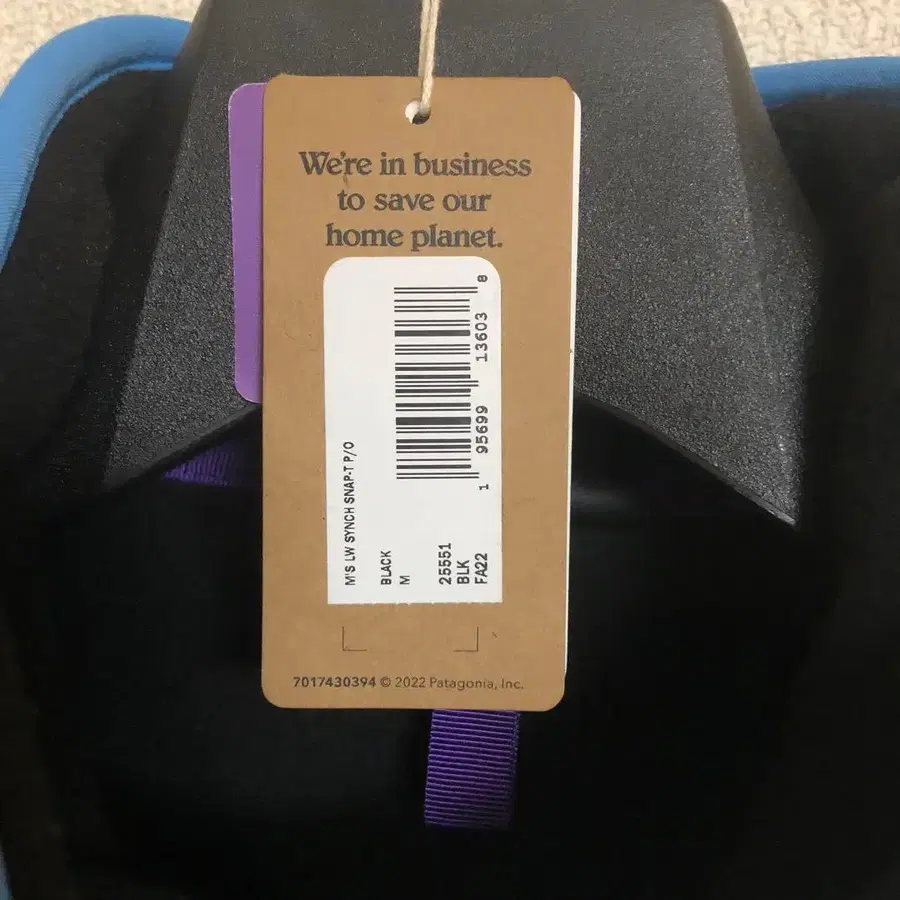 We're in business
to save our
home planet.
M'S LW SYNCH SNAP-T P/O
BLACK
M
25551
BLK
FA22
1 95699 13603 8
7017430394 © 2022 Patagonia, Inc.